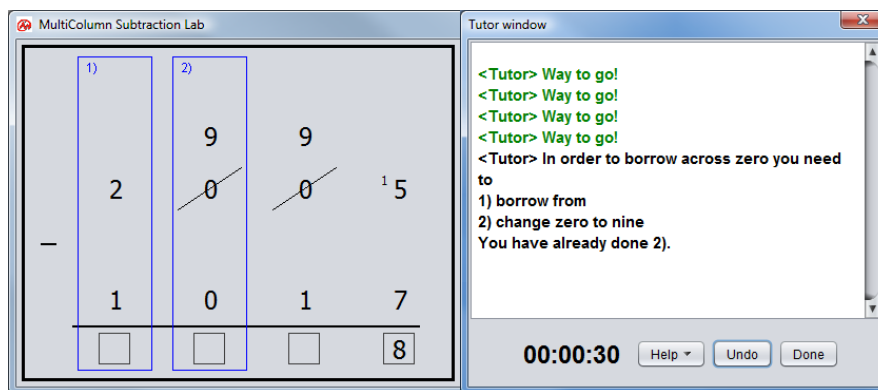 MultiColumn Subtraction Lab
1) 2)
9 9
2 0 0 1 5
–
1 0 1 7
8
Tutor window
<Tutor> Way to go!
<Tutor> Way to go!
<Tutor> Way to go!
<Tutor> Way to go!
<Tutor> In order to borrow across zero you need
to
1) borrow from
2) change zero to nine
You have already done 2).
00:00:30 Help Undo Done